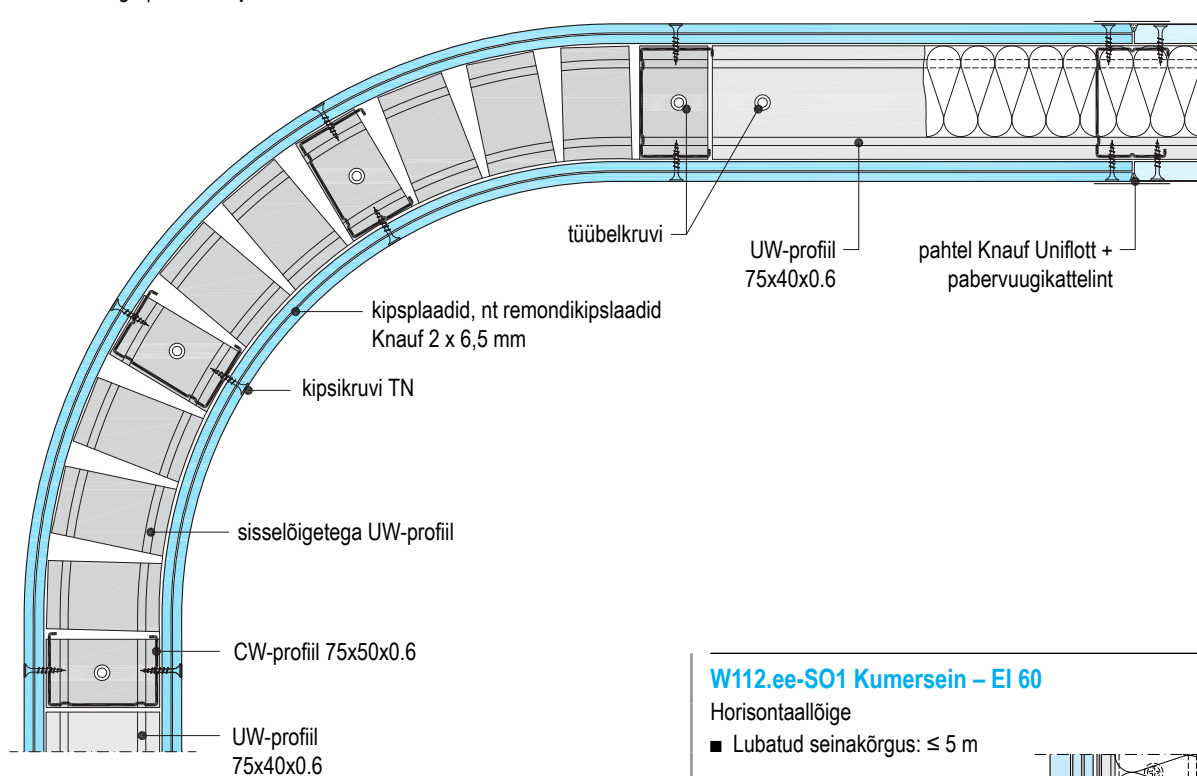 tüübelkruvi
UW-profiil
75x40x0.6
pahtel Knauf Uniflott +
pabervuugikattelint
kipsplaadid, nt remondikipslaadid
Knauf 2 x 6,5 mm
kipsikruvi TN
sisselõigetega UW-profiil
CW-profiil 75x50x0.6
UW-profiil
75x40x0.6
W112.ee-SO1 Kumersein – EI 60
Horisontaallõige
■ Lubatud seinakõrgus: ≤ 5 m